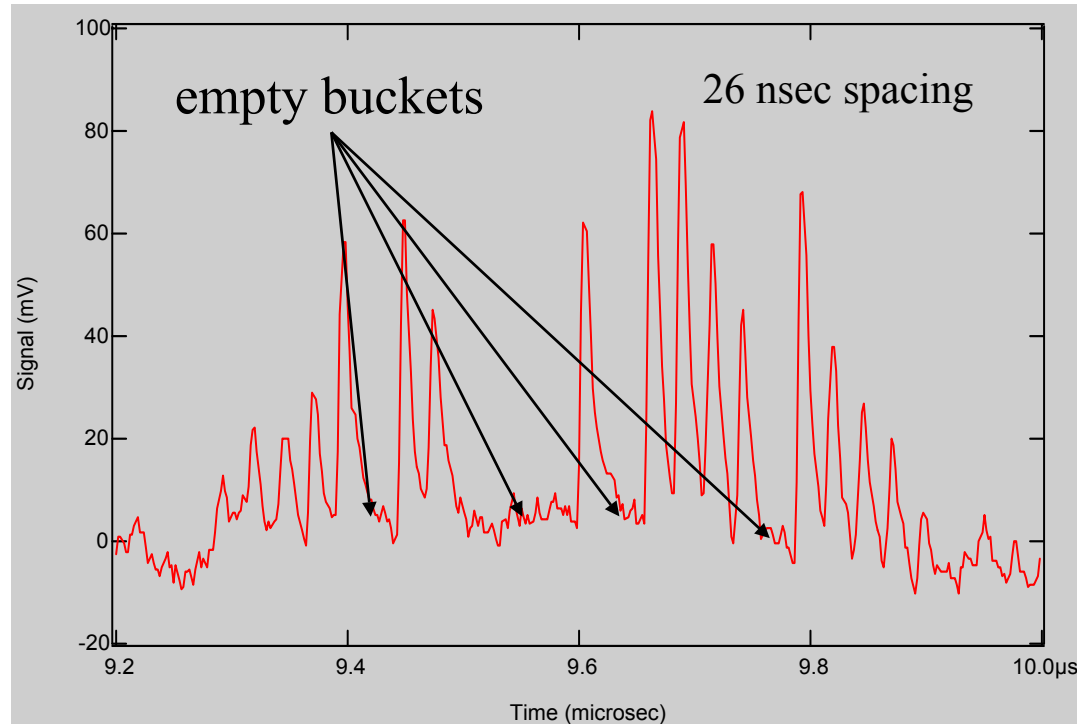 100
80
60
40
20
0
-20
Signal (mV)
empty buckets
26 nsec spacing
9.2
9.4
9.6
9.8
10.0µs
Time (microsec)